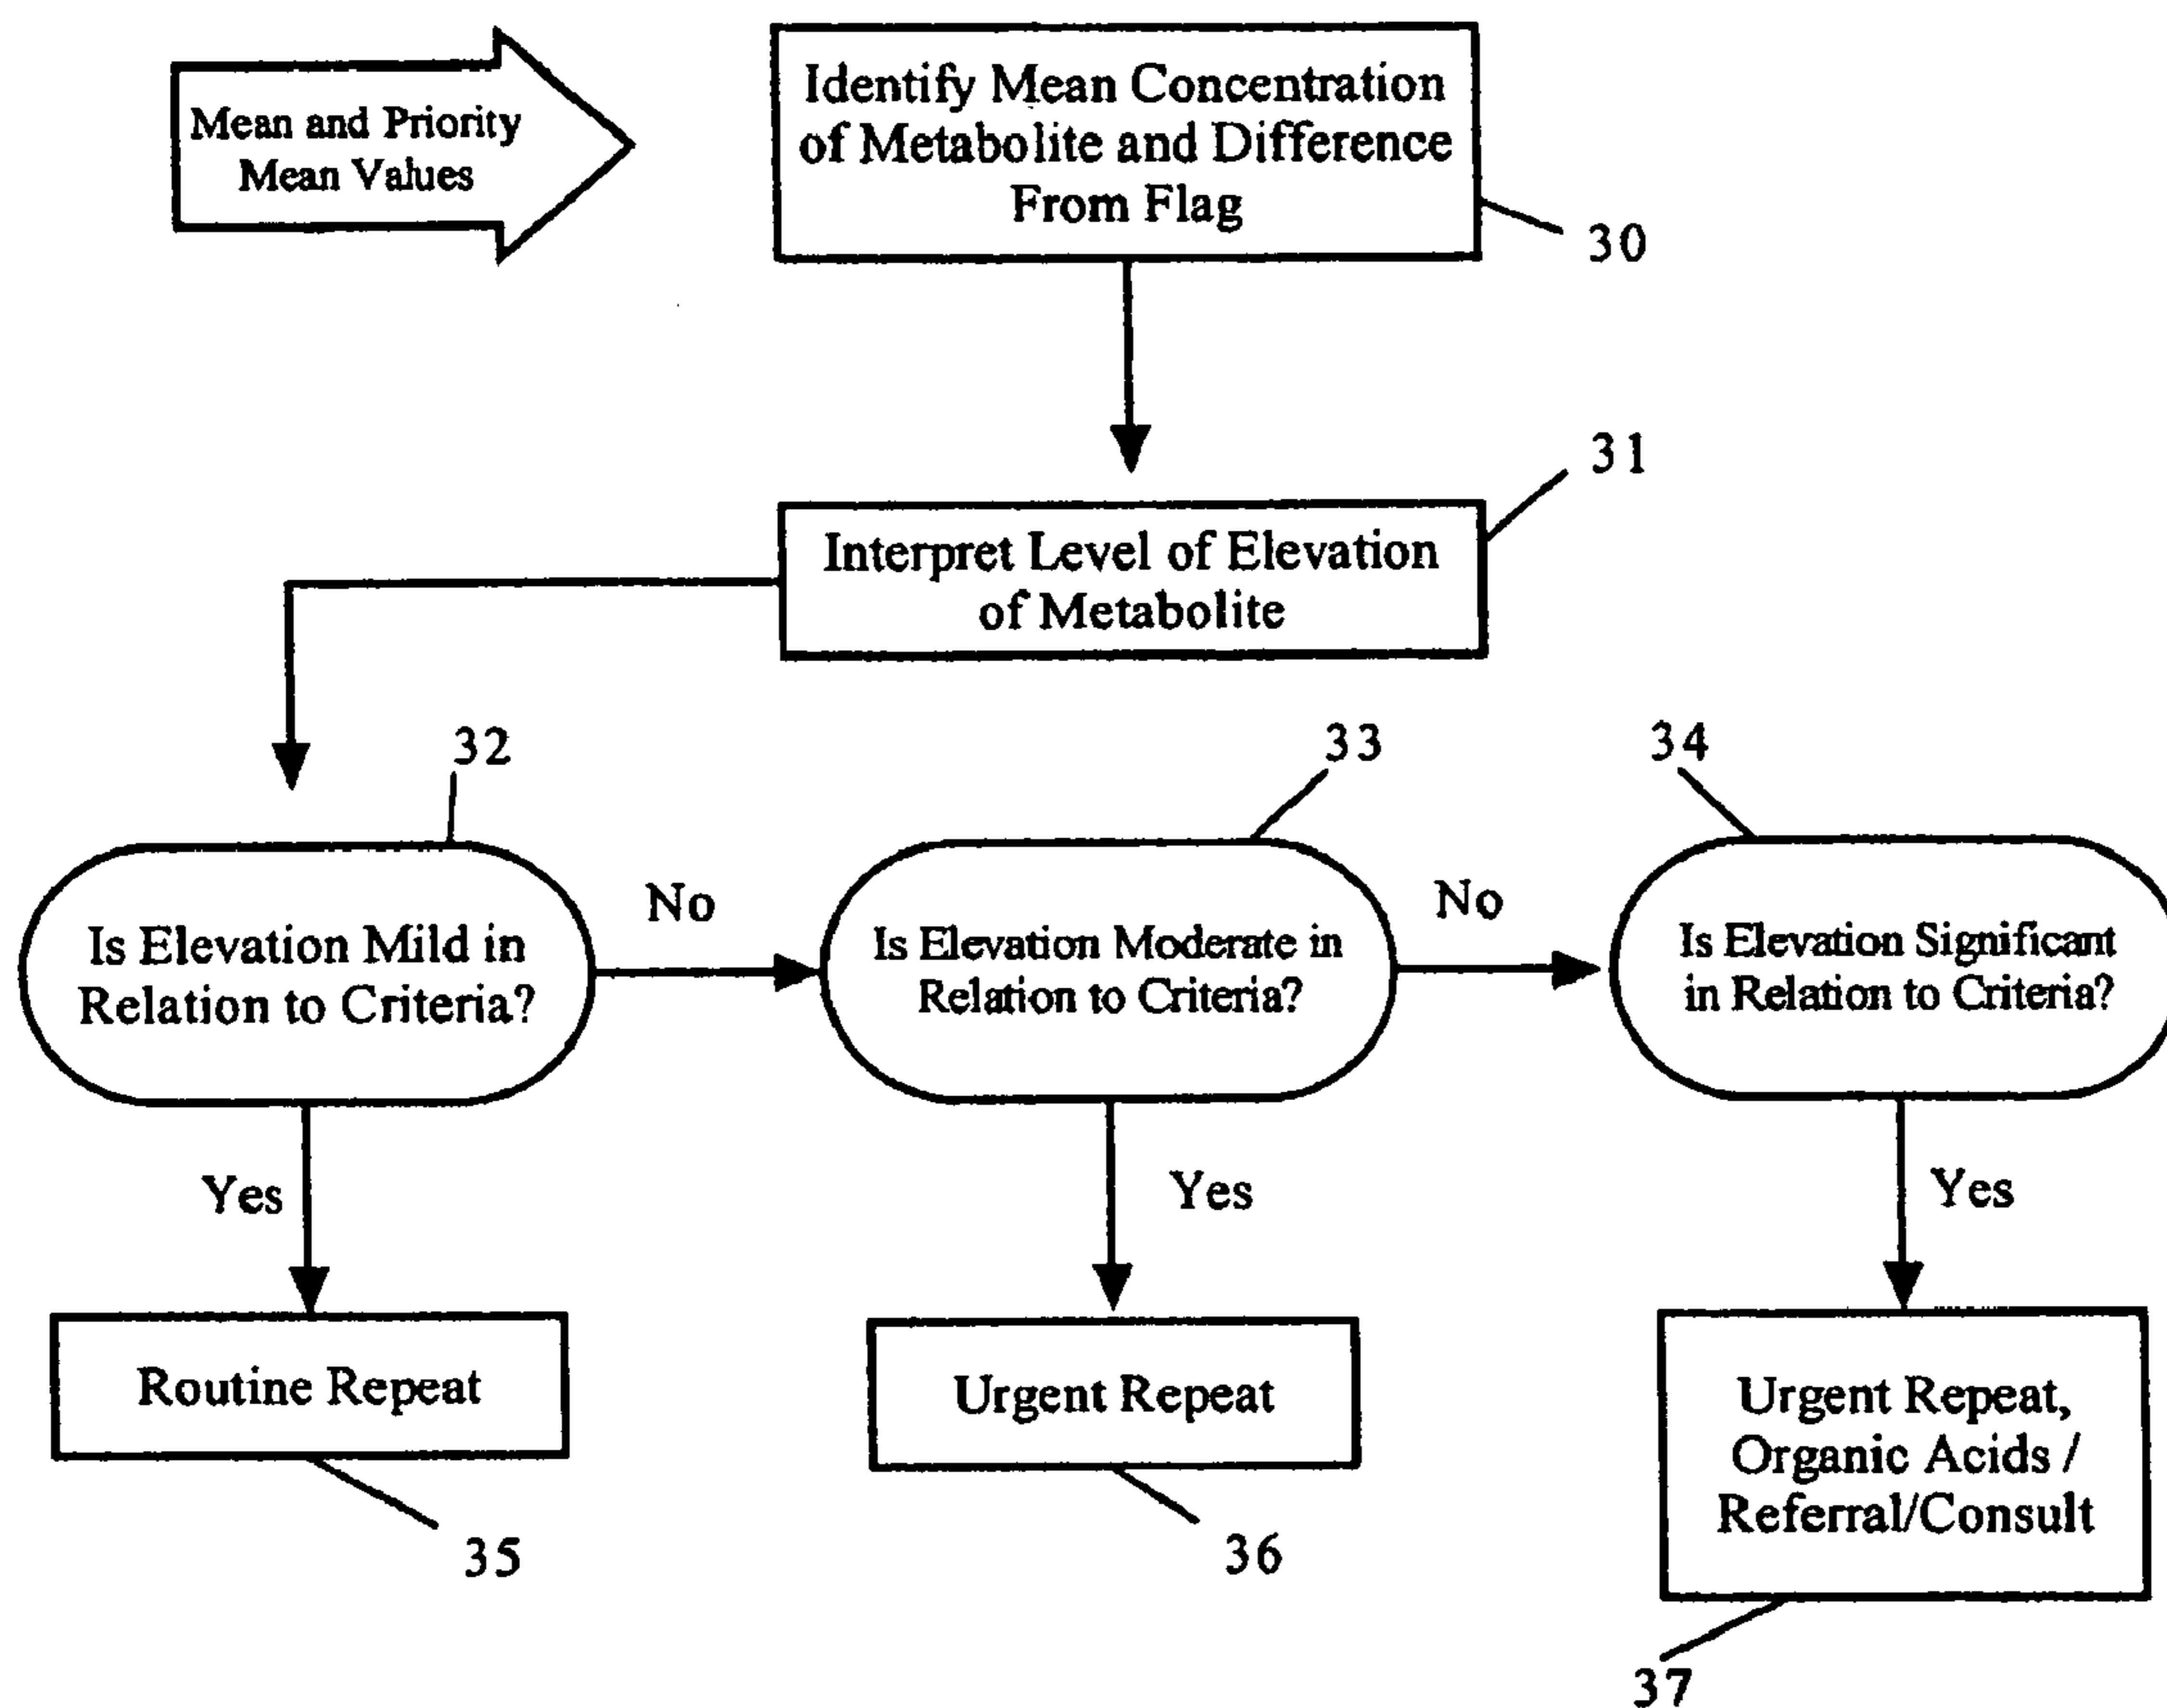 Mean and Priority
Mean Values
Identify Mean Concentration
of Metabolite and Difference
From Flag
30
31
Interpret Level of Elevation
of Metabolite
32
33
34
Is Elevation Mild in
Relation to Criteria?
No
Is Elevation Moderate in
Relation to Criteria?
No
Is Elevation Significant
in Relation to Criteria?
Yes
Yes
Yes
Routine Repeat
Urgent Repeat
Urgent Repeat,
Organic Acids /
Referral/Consult
35
36
37